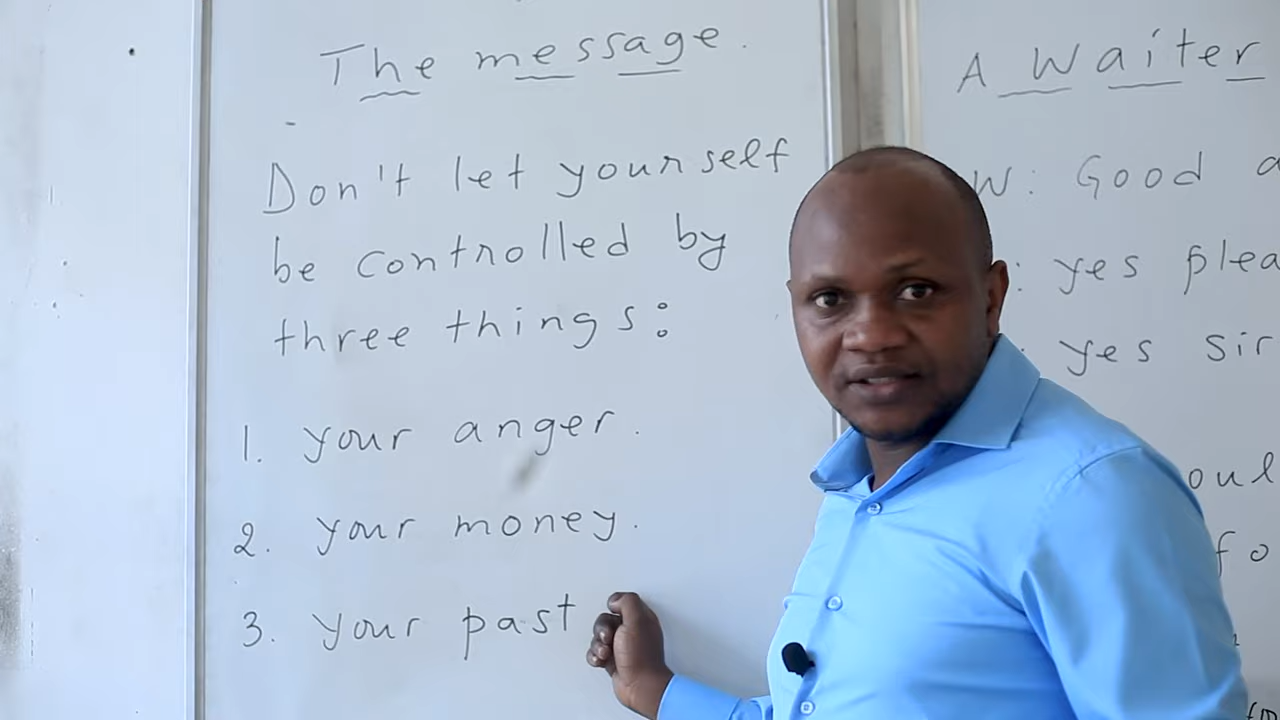 The message.
Don't let yourself
be controlled by
three things:
1. your anger.
2. your money.
3. your past
A Waiter
W: Good
: yes
: yes sir